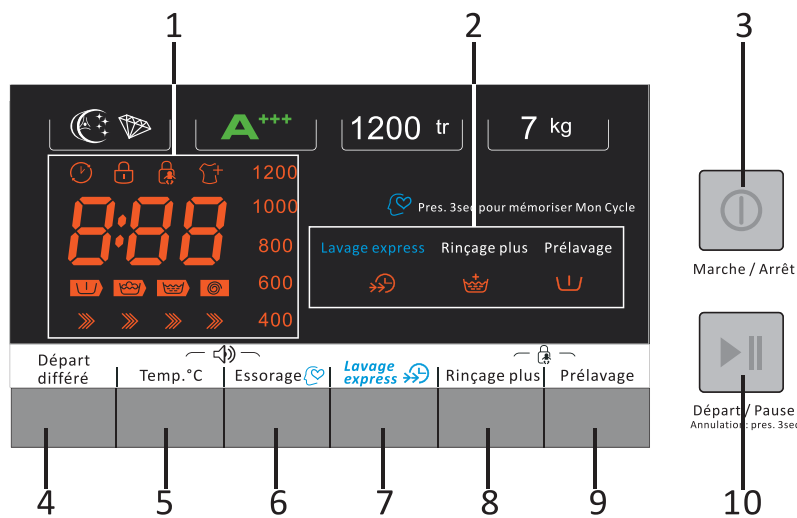 1 2 3
A+++ 1200 tr 7 kg
1200
8:88 1000
800
600
400
Pres. 3sec pour mémoriser Mon Cycle
Lavage express Rinçage plus Prélavage
Marche / Arrêt
Départ
différé
Temp.°C Essorage Lavage
express Rinçage plus Prélavage
Départ / Pause
Annulation: pres. 3sec
4 5 6 7 8 9 10